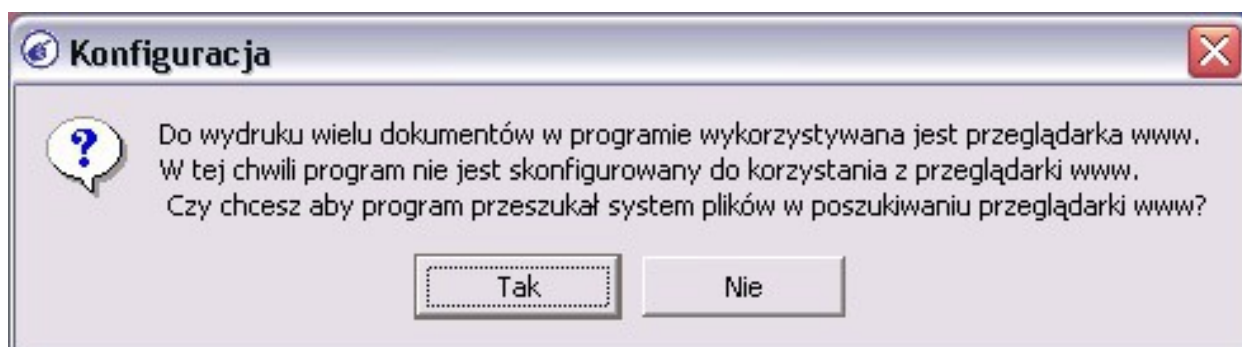 Konfiguracja
Do wydruku wielu dokumentów w programie wykorzystywana jest przeglądarka www.
W tej chwili program nie jest skonfigurowany do korzystania z przeglądarki www.
Czy chcesz aby program przeszukał system plików w poszukiwaniu przeglądarki www?
Tak
Nie